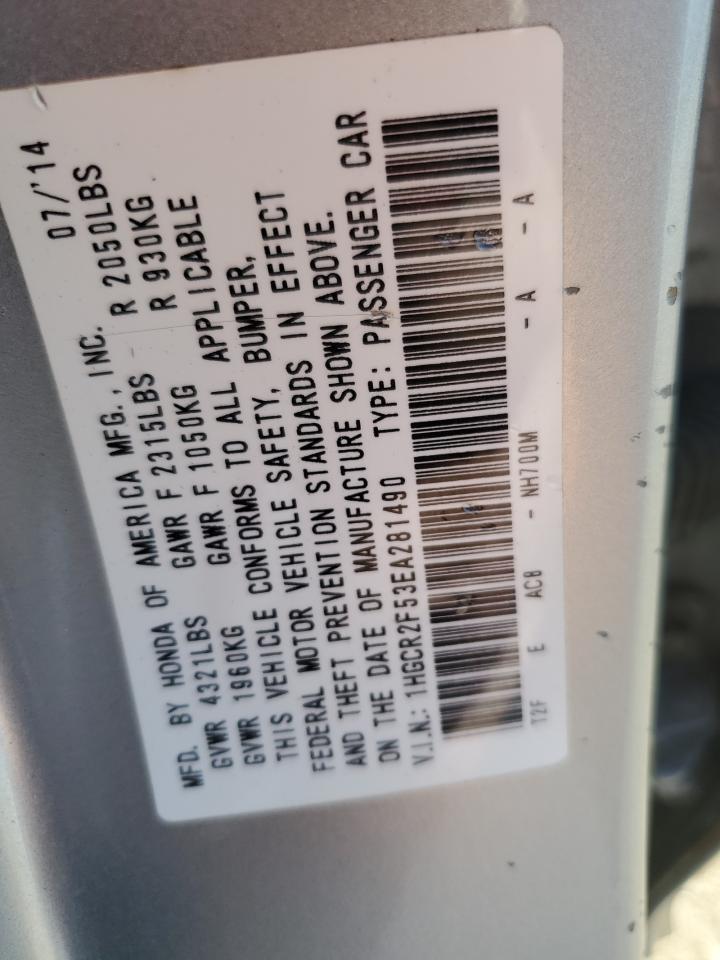 MFD. BY HONDA OF AMERICA MFG., INC. 07/'14
GVWR 4321LBS GAWR F 2315LBS R 2050LBS
GVWR 1960KG GAWR F 1050KG R 930KG
THIS VEHICLE CONFORMS TO ALL APPLICABLE
FEDERAL MOTOR VEHICLE SAFETY, BUMPER,
AND THEFT PREVENTION STANDARDS IN EFFECT
ON THE DATE OF MANUFACTURE SHOWN ABOVE.
V.I.N.: 1HGCR2F53EA281490 TYPE: PASSENGER CAR
T2F E ACB - NH700M - A - A